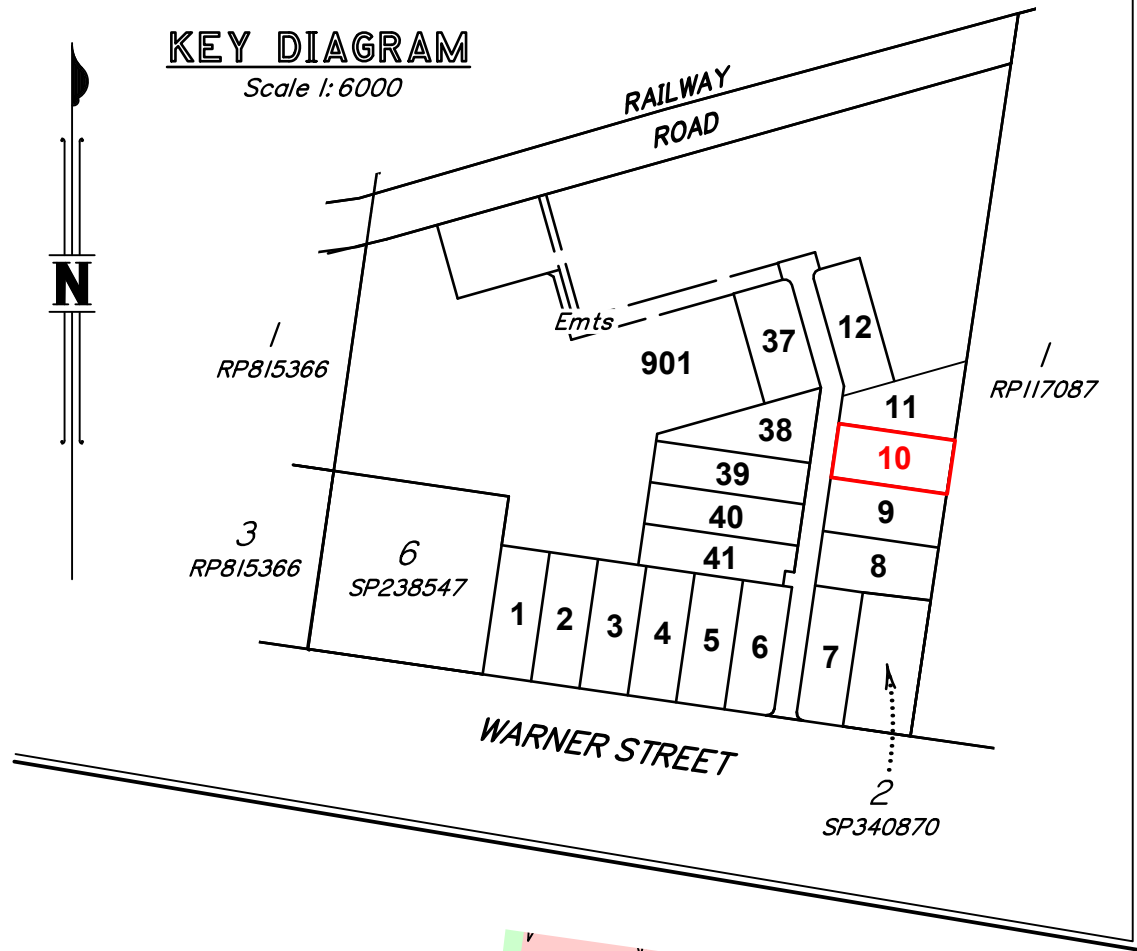 KEY DIAGRAM
Scale 1:6000
RAILWAY
ROAD
N
Emts
1
RP815366
901
37
12
1
RP117087
11
38
10
39
9
40
3
RP815366
6
SP238547
41
8
1
2
3
4
5
6
7
WARNER STREET
2
SP340870